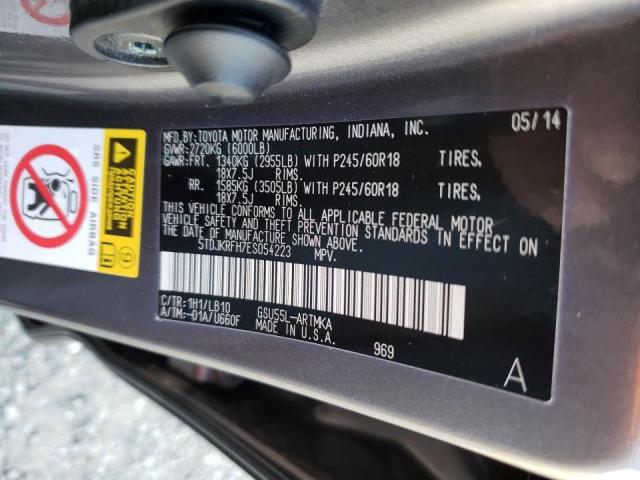 MFD.BY:TOYOTA MOTOR MANUFACTURING, INDIANA, INC. 05/14
GVWR:2720KG (6000LB)
GAWR:FRT. 1340KG (2955LB) WITH P245/60R18 TIRES,
18X7.5J RIMS.
RR. 1585KG (3505LB) WITH P245/60R18 TIRES,
18X7.5J RIMS.
THIS VEHICLE CONFORMS TO ALL APPLICABLE FEDERAL MOTOR
VEHICLE SAFETY AND THEFT PREVENTION STANDARDS IN EFFECT ON
THE DATE OF MANUFACTURE SHOWN ABOVE.
5TDJKRFH7ES054223 MPV.
C/TR:1H1/LB10 GSU55L-ARTMKA
A/TM:-01A/U660F MADE IN U.S.A.
969
A
SRS SIDE AIRBAG
CAUTION